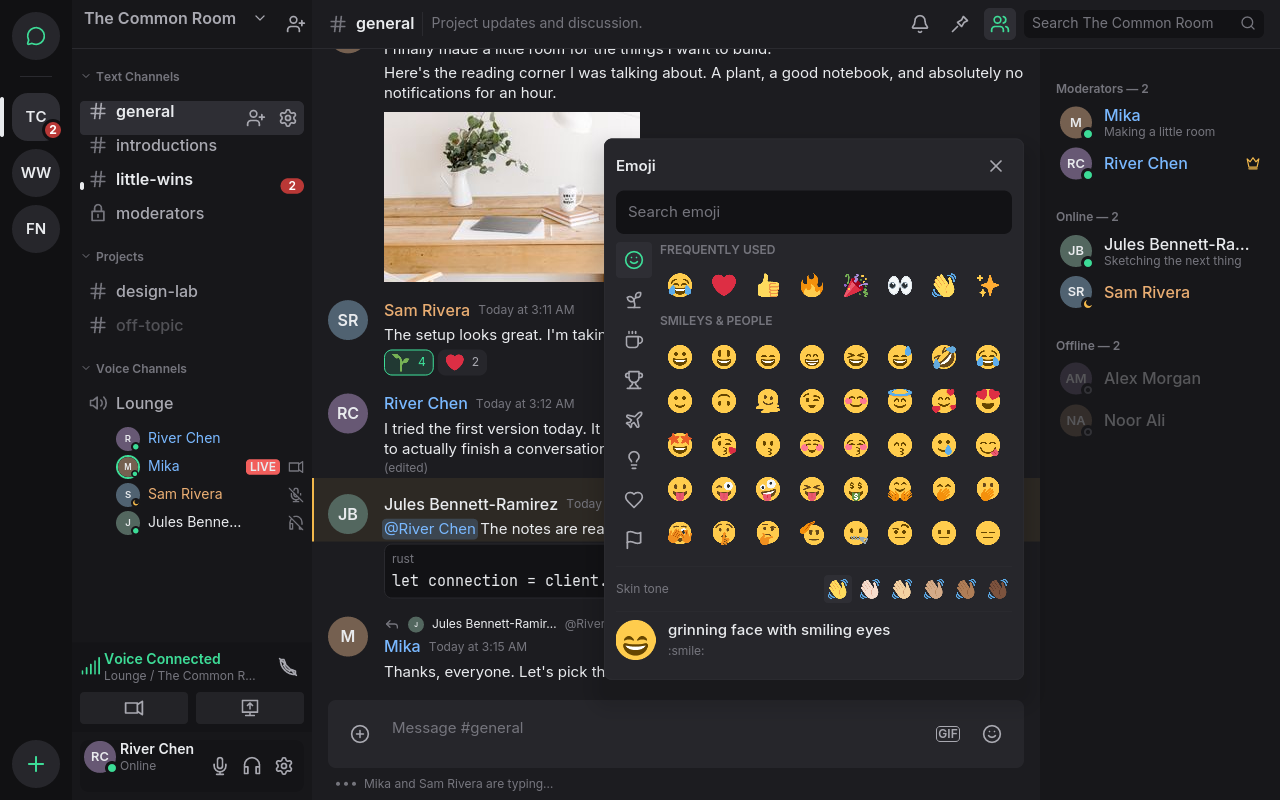 The Common Room
general
Project updates and discussion.
Search The Common Room
TC
2
WW
FN
Text Channels
general
introductions
little-wins
2
moderators
Projects
design-lab
off-topic
Voice Channels
Lounge
R
River Chen
M
Mika
LIVE
S
Sam Rivera
J
Jules Benne...
Voice Connected
Lounge / The Common R...
RC
River Chen
Online
I finally made a little room for the things I want to build.
Here's the reading corner I was talking about. A plant, a good notebook, and absolutely no
notifications for an hour.
SR
Sam Rivera Today at 3:11 AM
The setup looks great. I'm takin
4
2
RC
River Chen Today at 3:12 AM
I tried the first version today. It
to actually finish a conversation
(edited)
JB
Jules Bennett-Ramirez Today
@River Chen The notes are rea
rust
let connection = client.
J
Jules Bennett-Ramir... @River
M
Mika Today at 3:15 AM
Thanks, everyone. Let's pick th
Message #general
GIF
Mika and Sam Rivera are typing...
Emoji
Search emoji
FREQUENTLY USED
SMILEYS & PEOPLE
Skin tone
grinning face with smiling eyes
:smile:
Moderators — 2
M
Mika
Making a little room
RC
River Chen
Online — 2
JB
Jules Bennett-Ra...
Sketching the next thing
SR
Sam Rivera
Offline — 2
AM
Alex Morgan
NA
Noor Ali